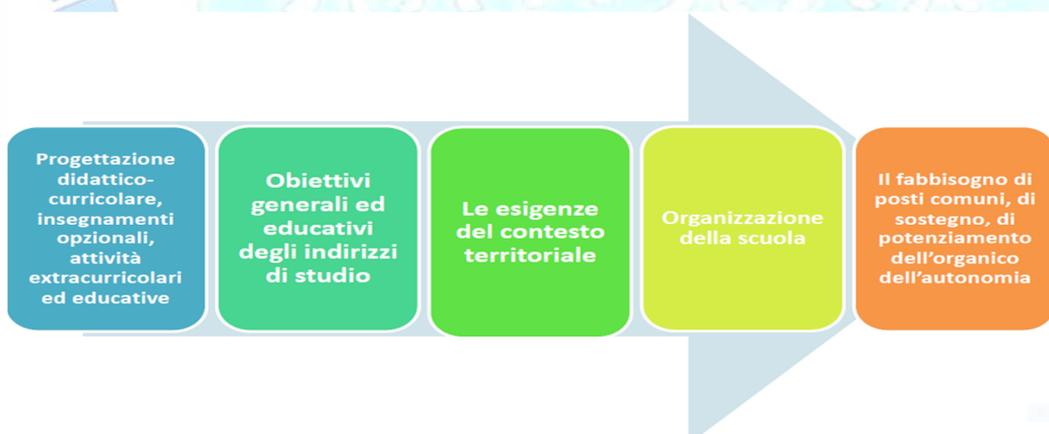 Progettazione
didattico-
curricolare,
insegnamenti
opzionali,
attività
extracurricolari
ed educative
Obiettivi
generali ed
educativi
degli indirizzi
di studio
Le esigenze
del contesto
territoriale
Organizzazione
della scuola
Il fabbisogno di
posti comuni, di
sostegno, di
potenziamento
dell’organico
dell’autonomia